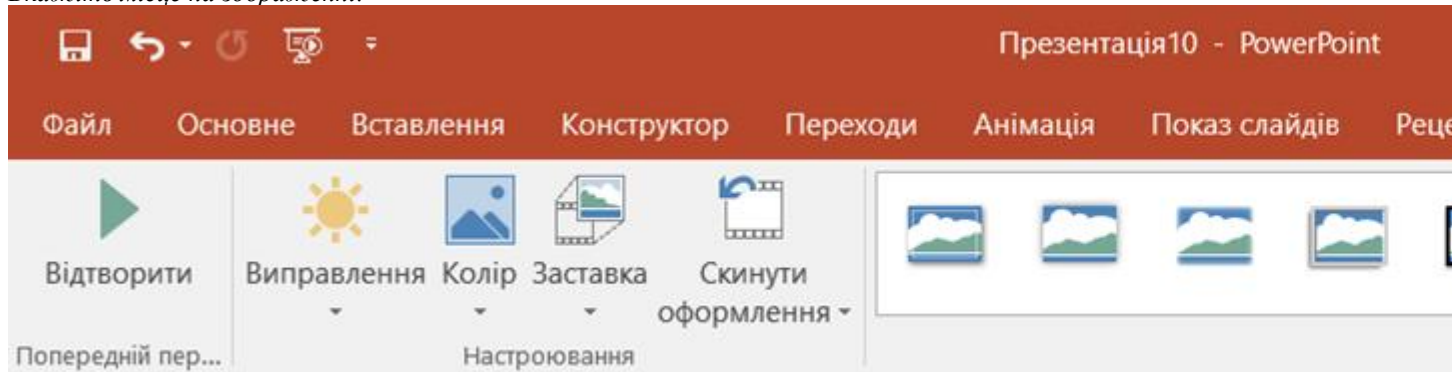 Презентація10 - PowerPoint
Файл Основне Вставлення Конструктор Переходи Анімація Показ слайдів Реце
Відтворити Виправлення Колір Заставка Скинути
оформлення
Попередній пер... Настроювання